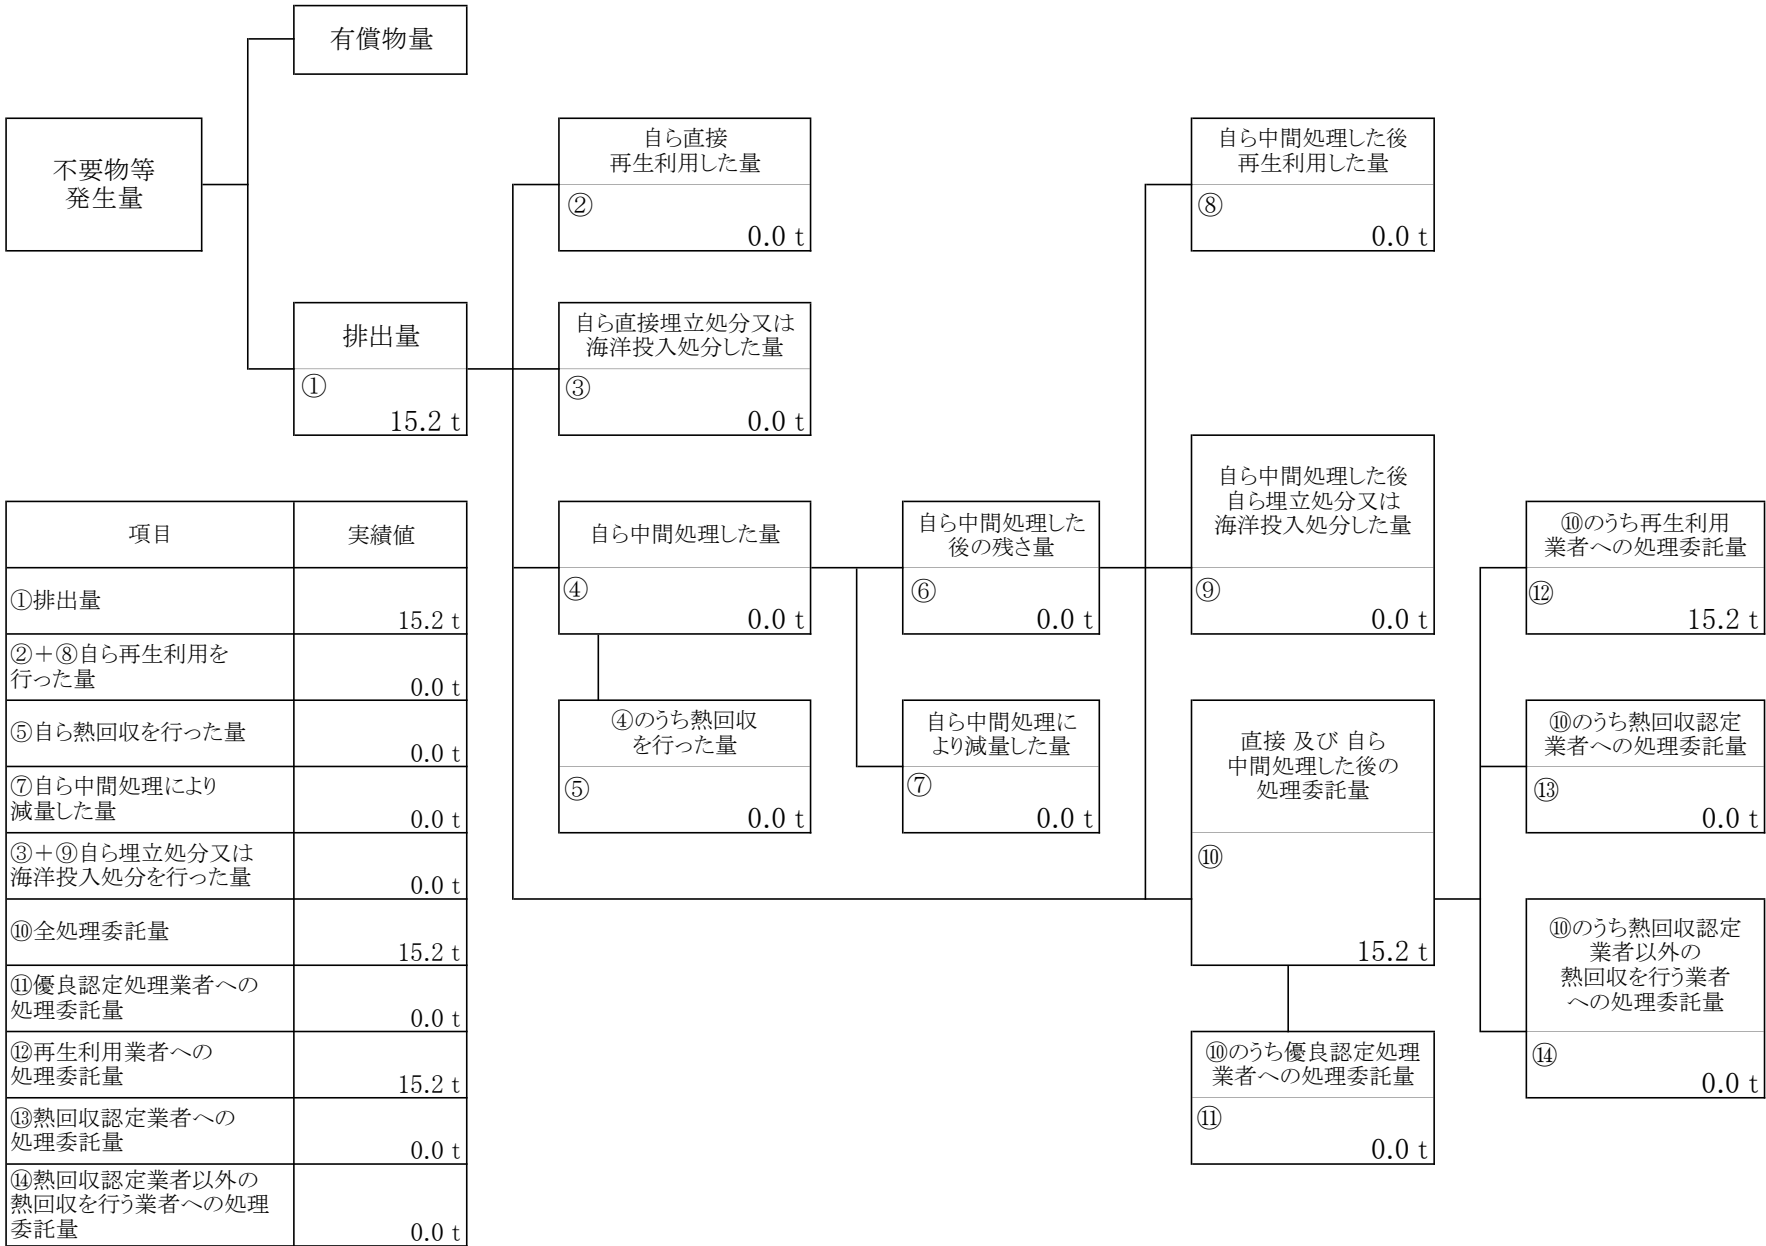 有償物量
不要物等
発生量
自ら直接
再生利用した量
②
0.0 t
自ら中間処理した後
再生利用した量
⑧
0.0 t
排出量
①
15.2 t
自ら直接埋立処分又は
海洋投入処分した量
③
0.0 t
自ら中間処理した量
④
0.0 t
自ら中間処理した
後の残さ量
⑥
0.0 t
自ら中間処理した後
自ら埋立処分又は
海洋投入処分した量
⑨
0.0 t
⑩のうち再生利用
業者への処理委託量
⑫
15.2 t
④のうち熱回収
を行った量
⑤
0.0 t
自ら中間処理に
より減量した量
⑦
0.0 t
直接 及び 自ら
中間処理した後の
処理委託量
⑩
15.2 t
⑩のうち熱回収認定
業者への処理委託量
⑬
0.0 t
⑩のうち熱回収認定
業者以外の
熱回収を行う業者
への処理委託量
⑭
0.0 t
⑩のうち優良認定処理
業者への処理委託量
⑪
0.0 t
項目 実績値
①排出量
15.2 t
②＋⑧自ら再生利用を
行った量
0.0 t
⑤自ら熱回収を行った量
0.0 t
⑦自ら中間処理により
減量した量
0.0 t
③＋⑨自ら埋立処分又は
海洋投入処分を行った量
0.0 t
⑩全処理委託量
15.2 t
⑪優良認定処理業者への
処理委託量
0.0 t
⑫再生利用業者への
処理委託量
15.2 t
⑬熱回収認定業者への
処理委託量
0.0 t
⑭熱回収認定業者以外の
熱回収を行う業者への処理
委託量
0.0 t